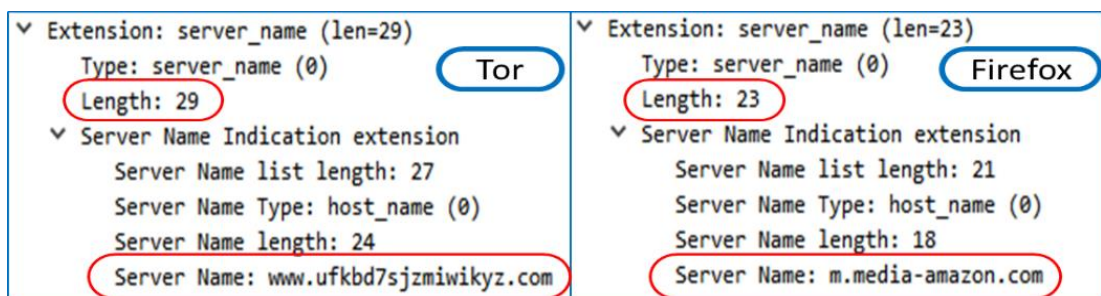 Extension: server_name (len=29)
Type: server_name (0)
Tor
Length: 29
Server Name Indication extension
Server Name list length: 27
Server Name Type: host_name (0)
Server Name length: 24
Server Name: www.ufkbd7sjzmiwikyz.com
Extension: server_name (len=23)
Type: server_name (0)
Firefox
Length: 23
Server Name Indication extension
Server Name list length: 21
Server Name Type: host_name (0)
Server Name length: 18
Server Name: m.media-amazon.com